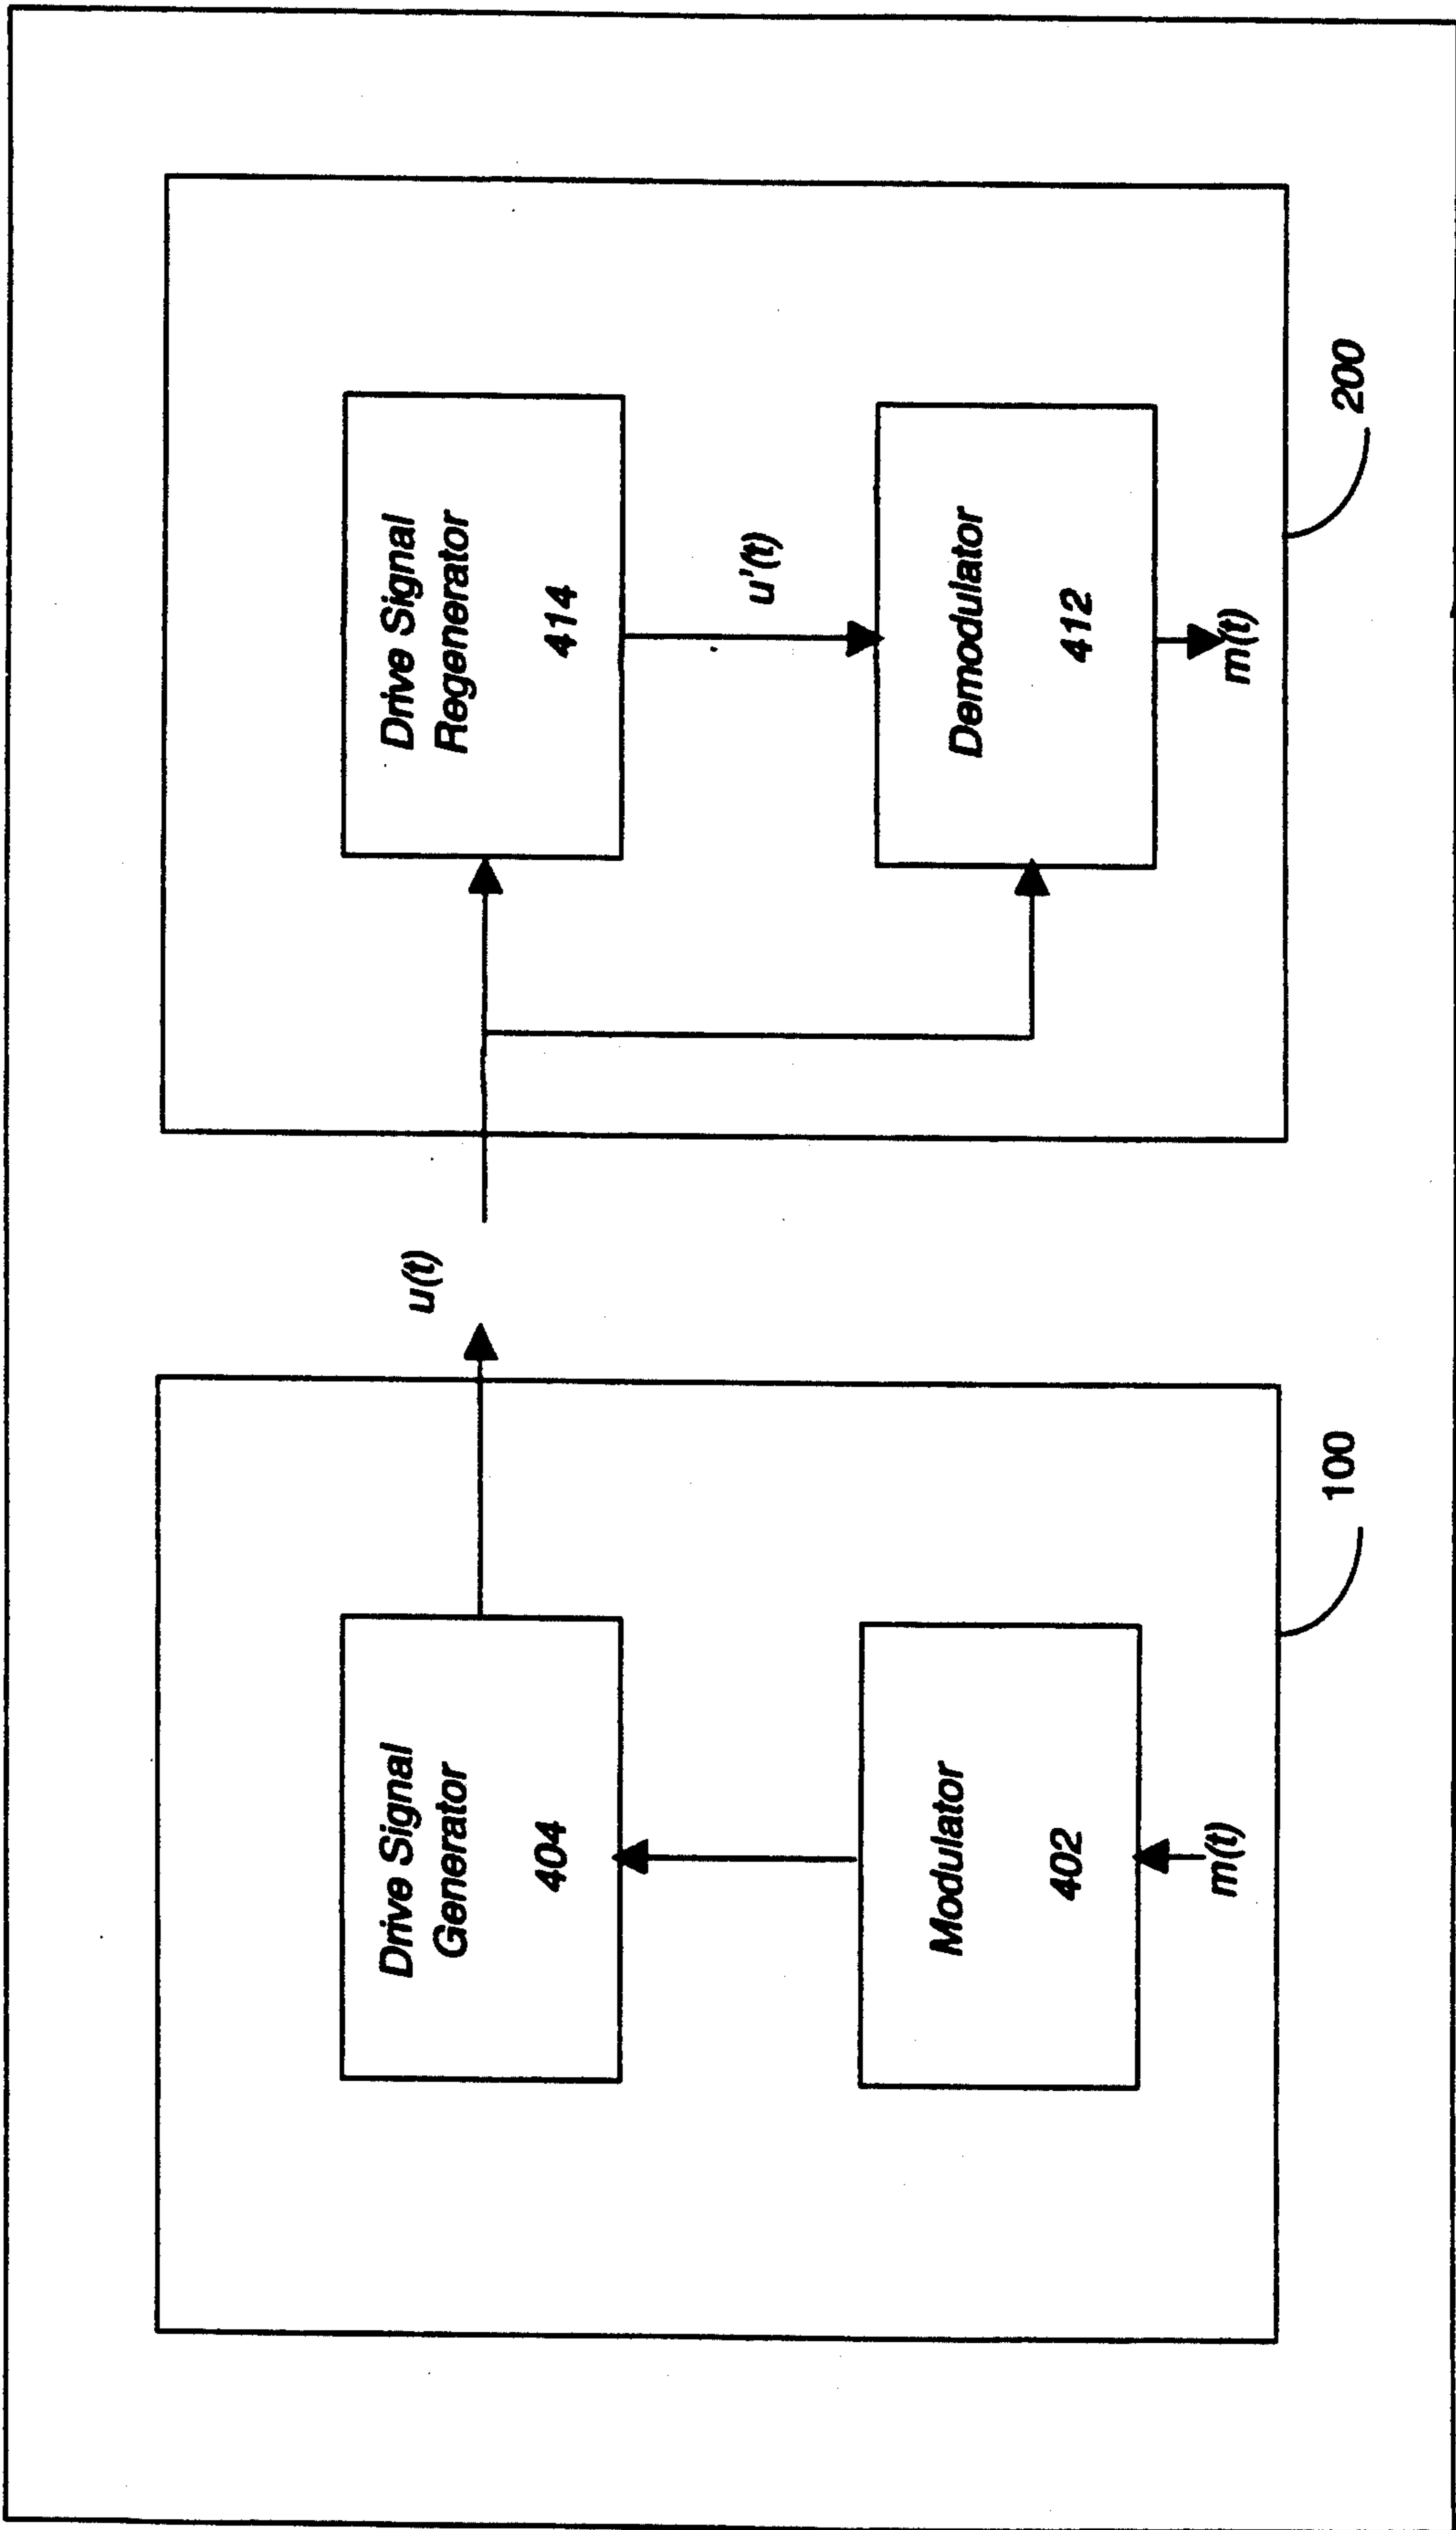 Drive Signal
Generator
404
Modulator
402
m(t)
100
u(t)
Drive Signal
Regenerator
414
u'(t)
Demodulator
412
m(t)
200